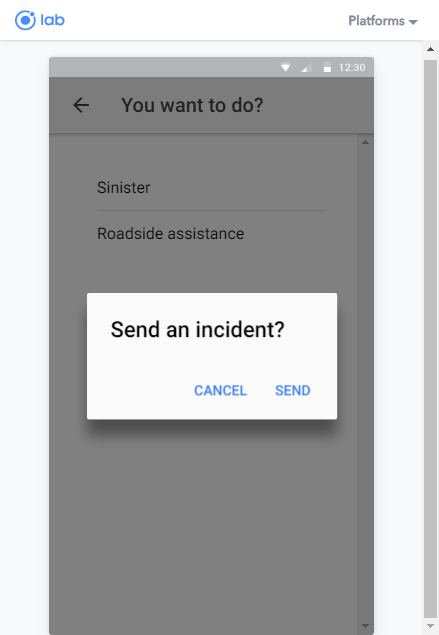 lab
Platforms
12:30
You want to do?
Sinister
Roadside assistance
Send an incident?
CANCEL SEND